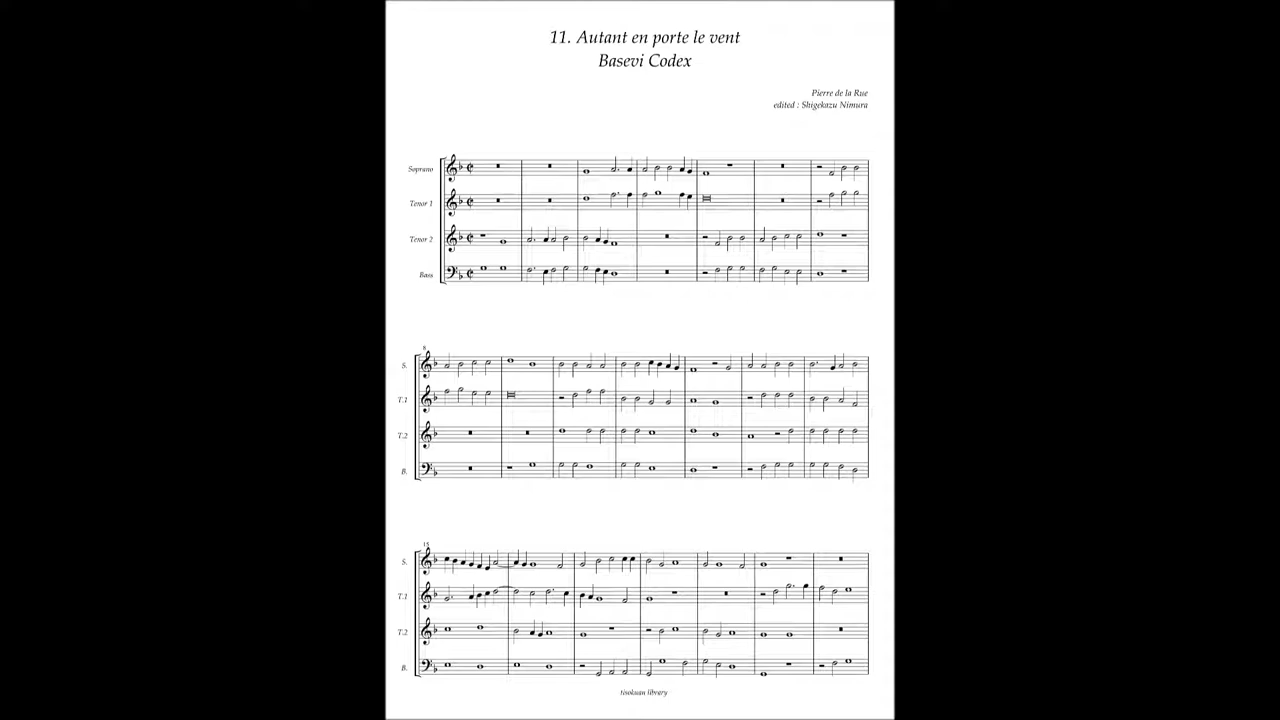 11. Autant en porte le vent
Basevi Codex
Pierre de la Rue
edited : Shigekazu Nimura
Soprano
Tenor 1
Tenor 2
Bass
8
S.
T.1
T.2
B.
15
S.
T.1
T.2
B.
tisokuan library